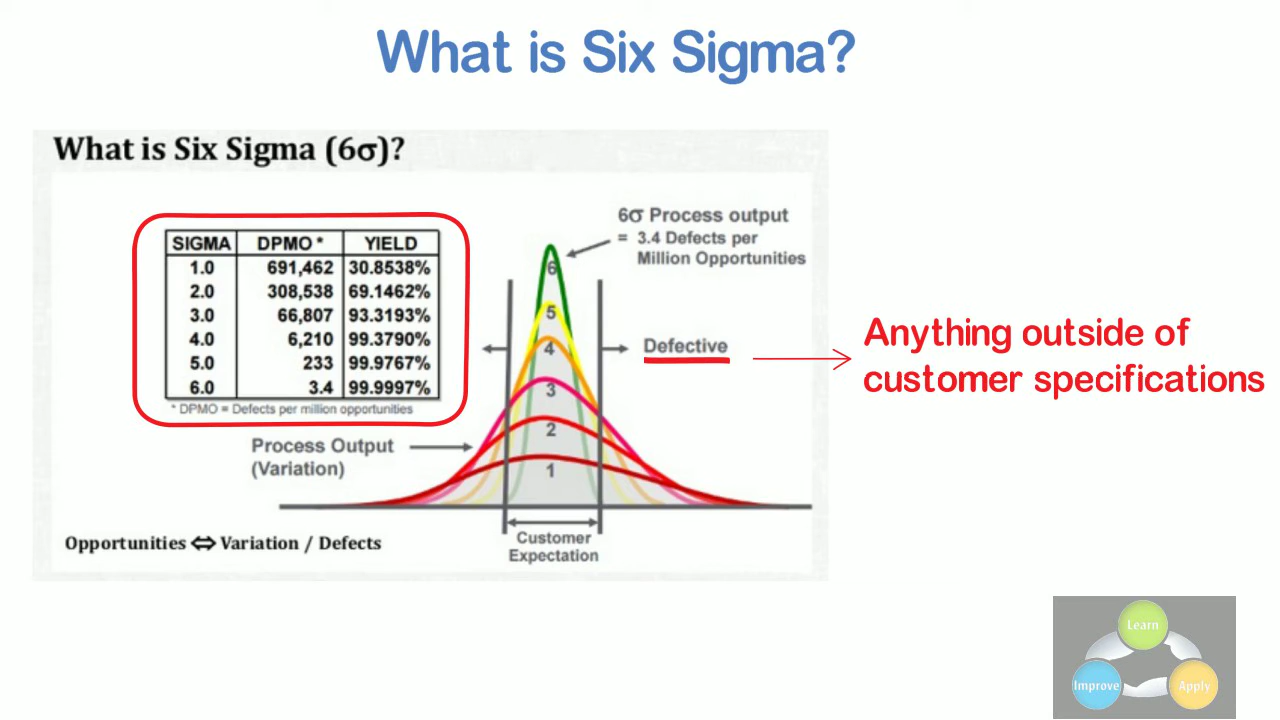 What is Six Sigma?
What is Six Sigma (6σ)?
SIGMA DPMO * YIELD
1.0 691,462 30.8538%
2.0 308,538 69.1462%
3.0 66,807 93.3193%
4.0 6,210 99.3790%
5.0 233 99.9767%
6.0 3.4 99.9997%
* DPMO = Defects per million opportunities
6σ Process output
= 3.4 Defects per
Million Opportunities
6
5
4
3
2
1
Defective
Anything outside of
customer specifications
Process Output
(Variation)
Customer
Expectation
Opportunities ⇔ Variation / Defects
Learn
Improve
Apply